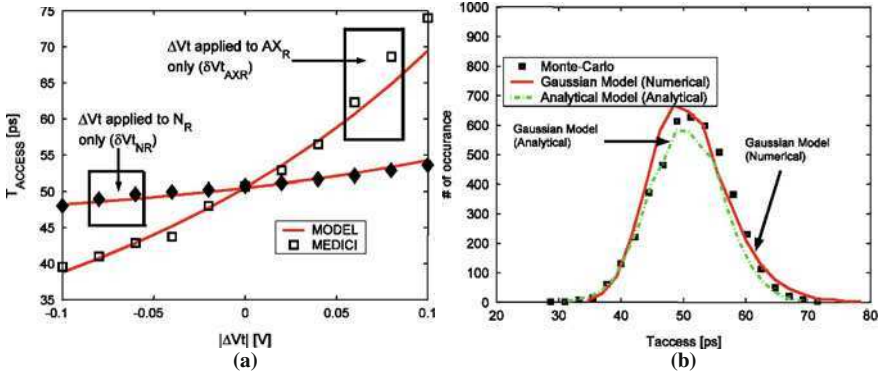 75
70
65
60
55
50
45
40
35
T_ACCESS [ps]
ΔVt applied to AX_R
only (δVt_AXR)
ΔVt applied to N_R
only (δVt_NR)
MODEL
MEDICI
-0.1
-0.05
0
0.05
0.1
|ΔVt| [V]
(a)
1000
900
800
700
600
500
400
300
200
100
0
# of occurance
Monte-Carlo
Gaussian Model (Numerical)
Analytical Model (Analytical)
Gaussian Model
(Analytical)
Gaussian Model
(Numerical)
20
30
40
50
60
70
80
Taccess [ps]
(b)